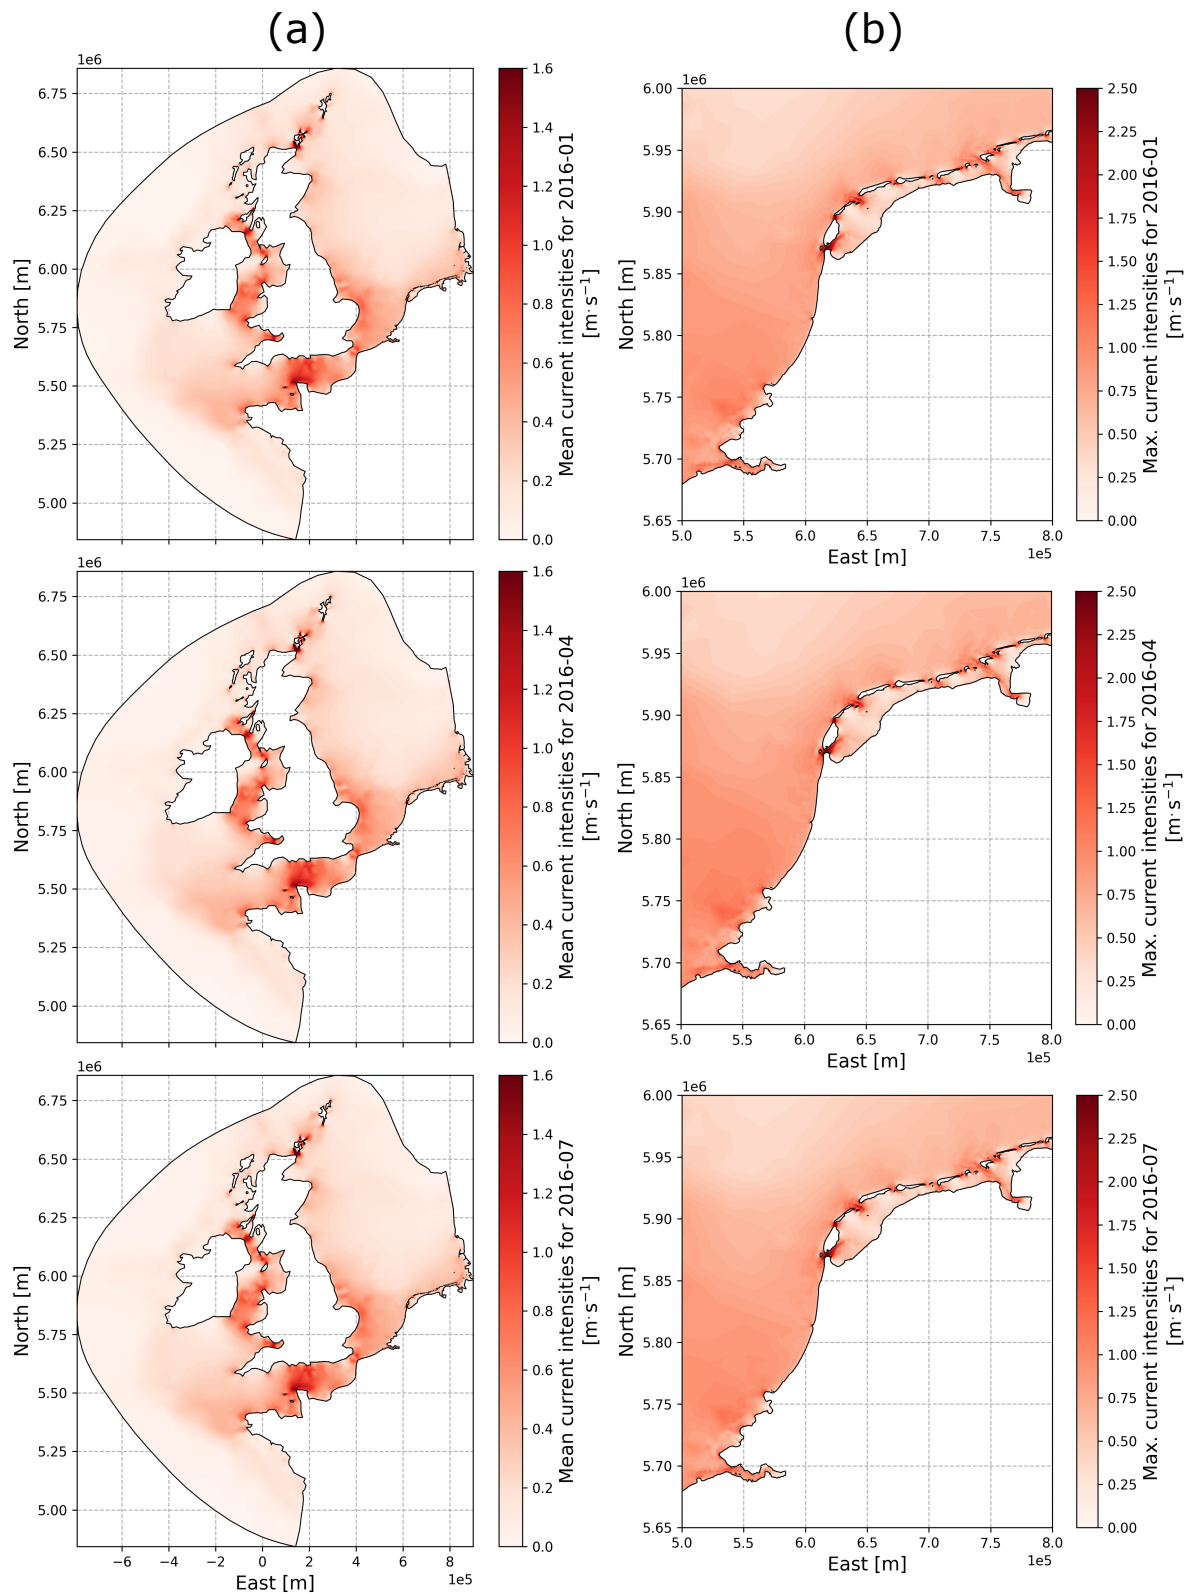 (a)
(b)
1e6
6.75
6.50
6.25
6.00
5.75
5.50
5.25
5.00
North [m]
1.6
1.4
1.2
1.0
0.8
0.6
0.4
0.2
0.0
Mean current intensities for 2016-01
[m·s⁻¹]
1e6
6.00
5.95
5.90
5.85
5.80
5.75
5.70
5.65
North [m]
5.0 5.5 6.0 6.5 7.0 7.5 8.0
East [m]
1e5
2.50
2.25
2.00
1.75
1.50
1.25
1.00
0.75
0.50
0.25
0.00
Max. current intensities for 2016-01
[m·s⁻¹]
1e6
6.75
6.50
6.25
6.00
5.75
5.50
5.25
5.00
North [m]
1.6
1.4
1.2
1.0
0.8
0.6
0.4
0.2
0.0
Mean current intensities for 2016-04
[m·s⁻¹]
1e6
6.00
5.95
5.90
5.85
5.80
5.75
5.70
5.65
North [m]
5.0 5.5 6.0 6.5 7.0 7.5 8.0
East [m]
1e5
2.50
2.25
2.00
1.75
1.50
1.25
1.00
0.75
0.50
0.25
0.00
Max. current intensities for 2016-04
[m·s⁻¹]
1e6
6.75
6.50
6.25
6.00
5.75
5.50
5.25
5.00
North [m]
−6 −4 −2 0 2 4 6 8
East [m]
1e5
1.6
1.4
1.2
1.0
0.8
0.6
0.4
0.2
0.0
Mean current intensities for 2016-07
[m·s⁻¹]
1e6
6.00
5.95
5.90
5.85
5.80
5.75
5.70
5.65
North [m]
5.0 5.5 6.0 6.5 7.0 7.5 8.0
East [m]
1e5
2.50
2.25
2.00
1.75
1.50
1.25
1.00
0.75
0.50
0.25
0.00
Max. current intensities for 2016-07
[m·s⁻¹]